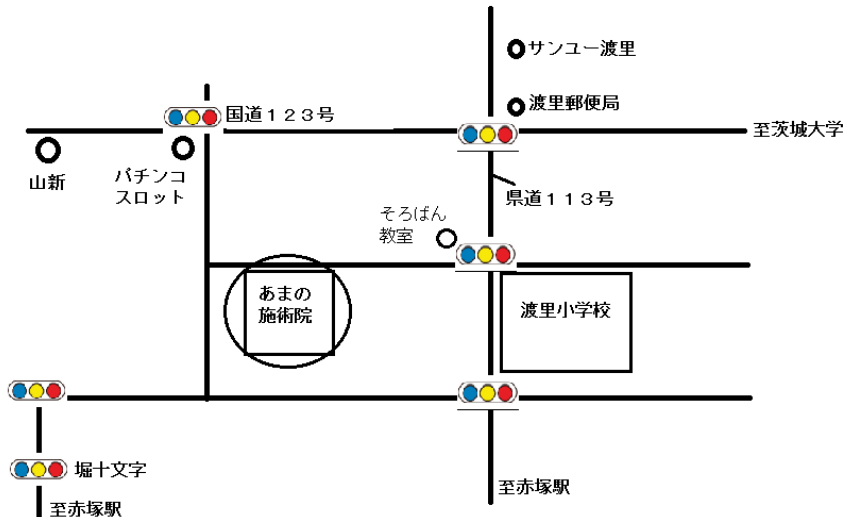 サンユー渡里
渡里郵便局
国道１２３号
至茨城大学
山新
パチンコ
スロット
県道１１３号
そろばん
教室
あまの
施術院
渡里小学校
堀十文字
至赤塚駅
至赤塚駅